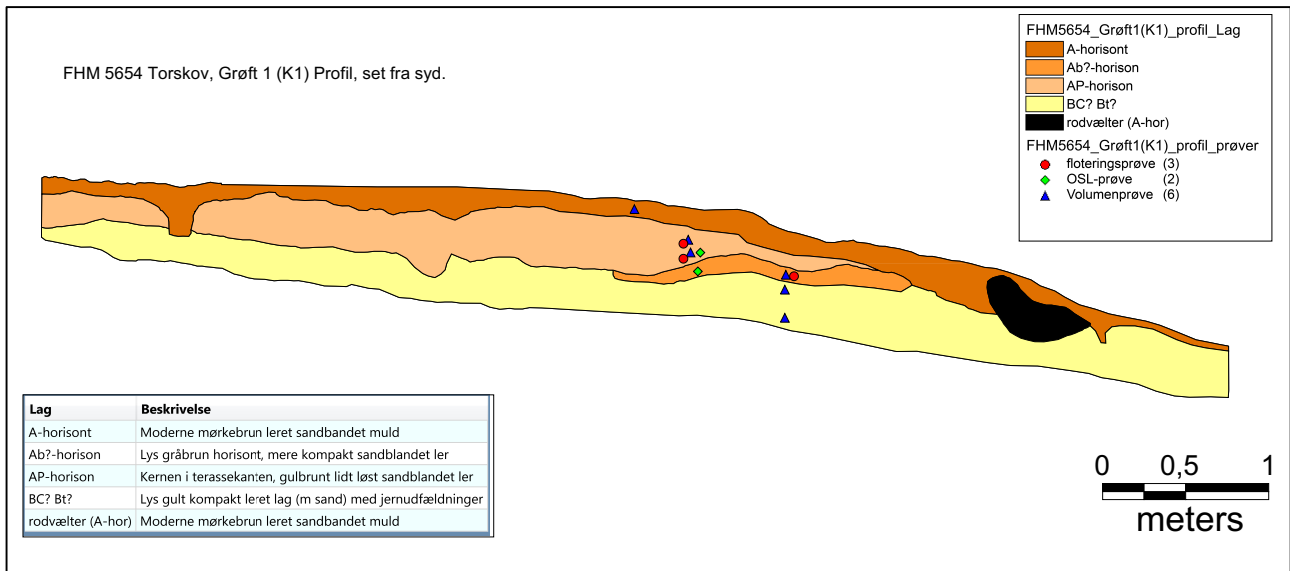 FHM 5654 Torskov, Grøft 1 (K1) Profil, set fra syd.
FHM5654_Grøft1(K1)_profil_Lag
A-horisont
Ab?-horison
AP-horison
BC? Bt?
rodvælter (A-hor)
FHM5654_Grøft1(K1)_profil_prøver
floteringsprøve (3)
OSL-prøve (2)
Volumenprøve (6)
Lag Beskrivelse
A-horisont Moderne mørkebrun leret sandbandet muld
Ab?-horison Lys gråbrun horisont, mere kompakt sandblandet ler
AP-horison Kernen i terassekanten, gulbrunt lidt løst sandblandet ler
BC? Bt? Lys gult kompakt leret lag (m sand) med jernudfældninger
rodvælter (A-hor) Moderne mørkebrun leret sandbandet muld
0 0,5 1
meters